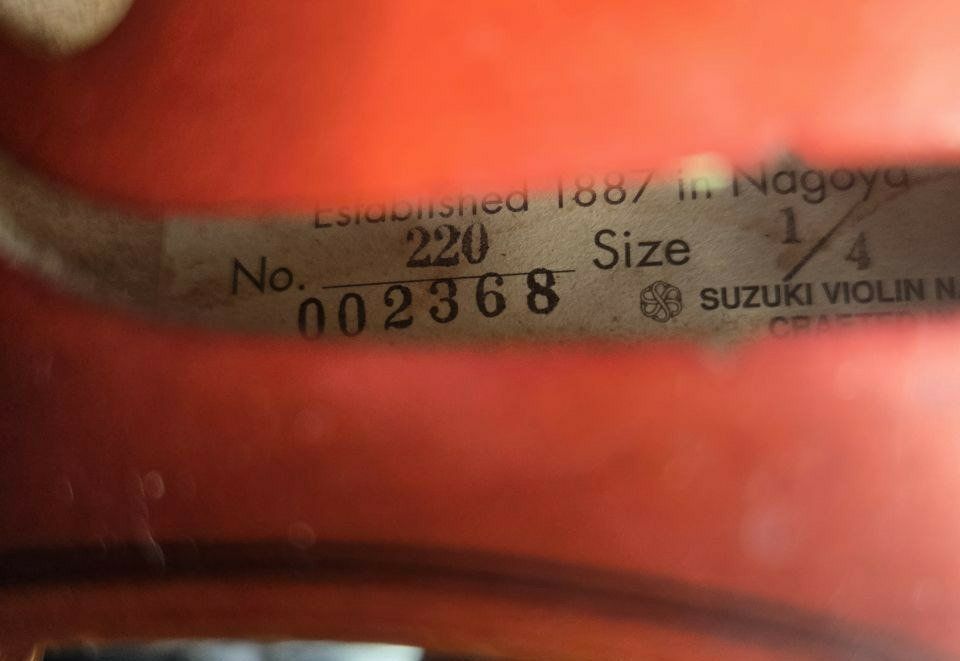 Established 1887 in Nagoya
No. 220 Size 1/4
002368
SUZUKI VIOLIN N